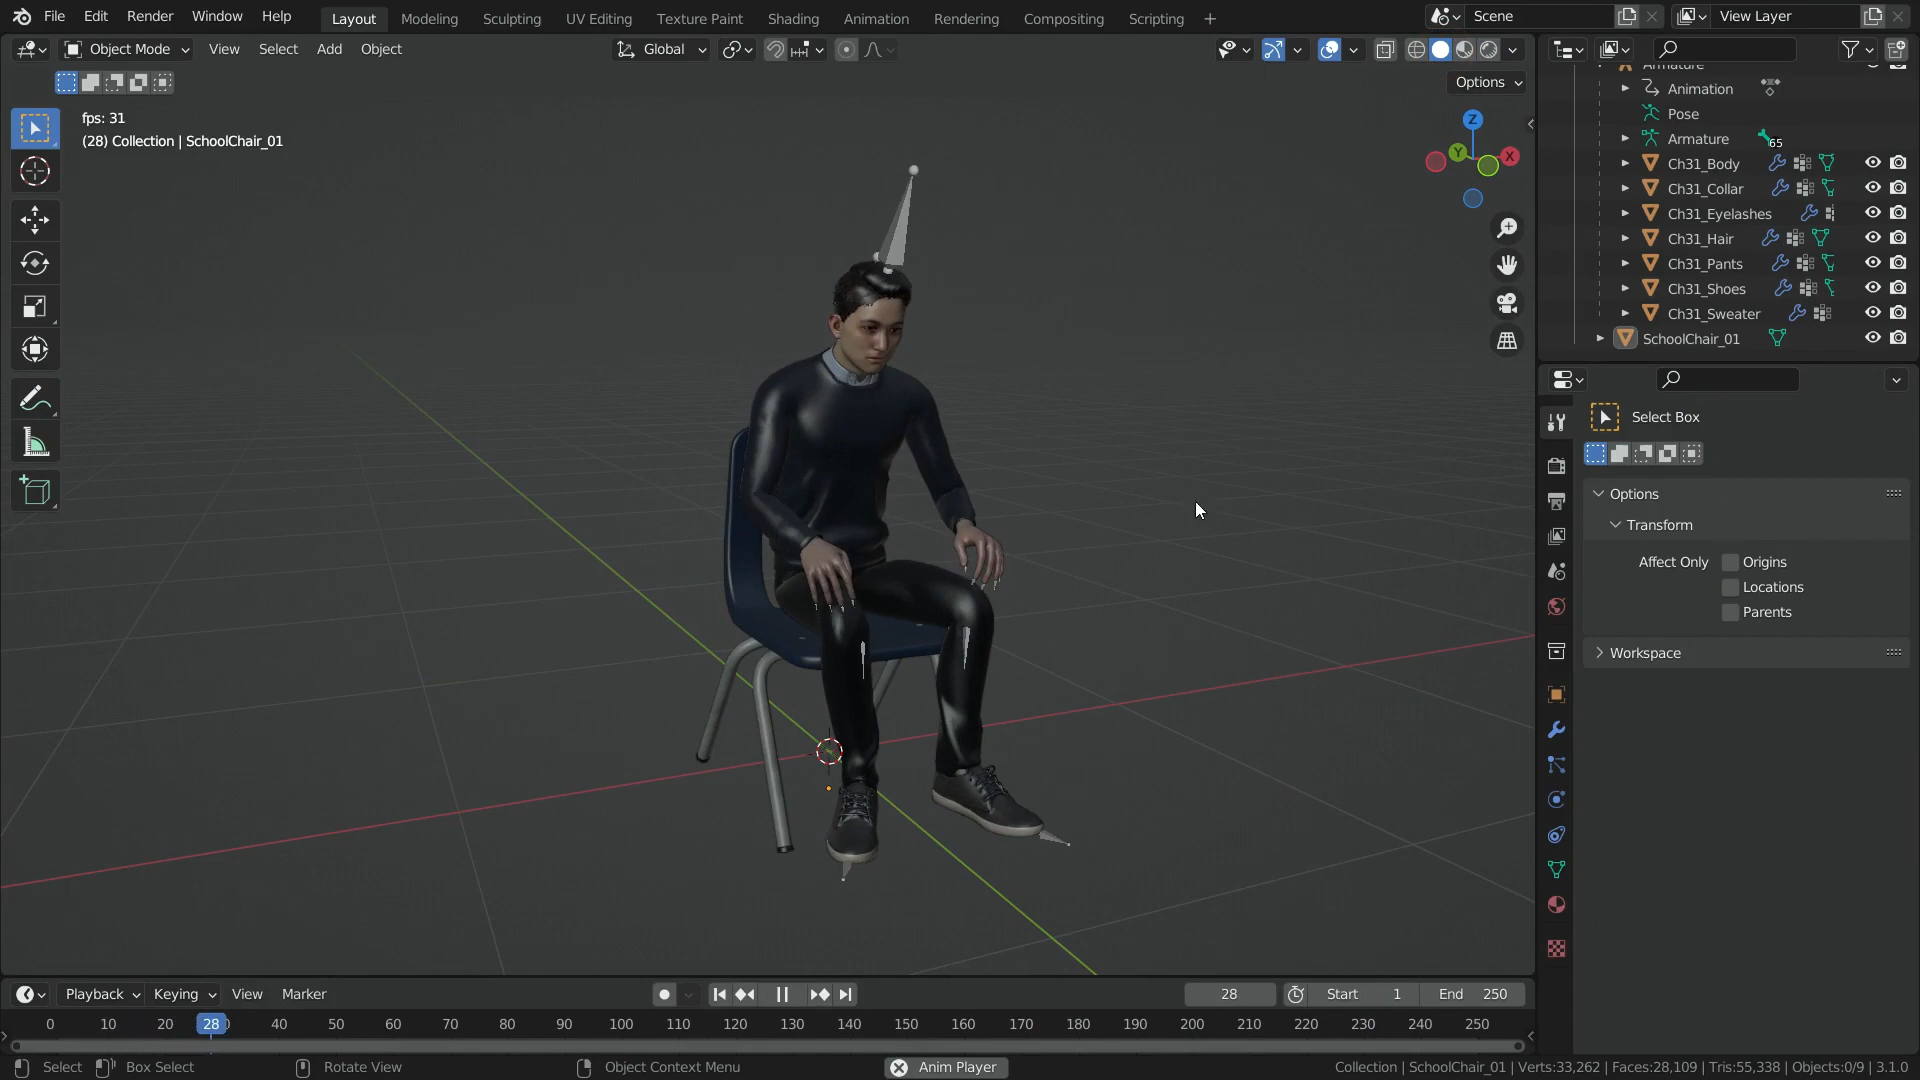 File Edit Render Window Help
Layout Modeling Sculpting UV Editing Texture Paint Shading Animation Rendering Compositing Scripting
Scene
View Layer
Object Mode View Select Add Object
Global
Options
fps: 31
(28) Collection | SchoolChair_01
Z
Y
X
Armature
Animation
Pose
Armature 65
Ch31_Body
Ch31_Collar
Ch31_Eyelashes
Ch31_Hair
Ch31_Pants
Ch31_Shoes
Ch31_Sweater
SchoolChair_01
Select Box
Options
Transform
Affect Only Origins
Locations
Parents
Workspace
Playback Keying View Marker
28 Start 1 End 250
0 10 20 28 40 50 60 70 80 90 100 110 120 130 140 150 160 170 180 190 200 210 220 230 240 250
Select Box Select Rotate View Object Context Menu Anim Player Collection | SchoolChair_01 | Verts:33,262 | Faces:28,109 | Tris:55,338 | Objects:0/9 | 3.1.0